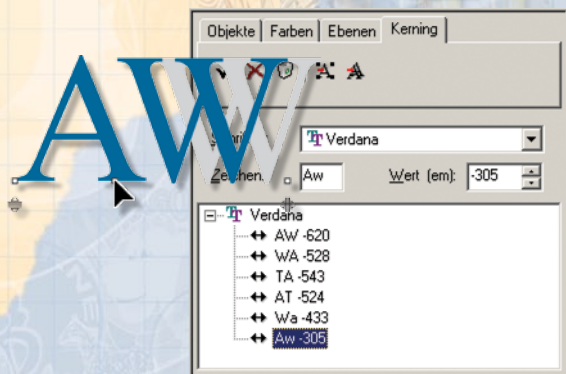 Objekte Farben Ebenen Kerning
AW W
Verdana
Zeichen: Aw Wert (em): -305
Verdana
AW -620
WA -528
TA -543
AT -524
Wa -433
Aw -305